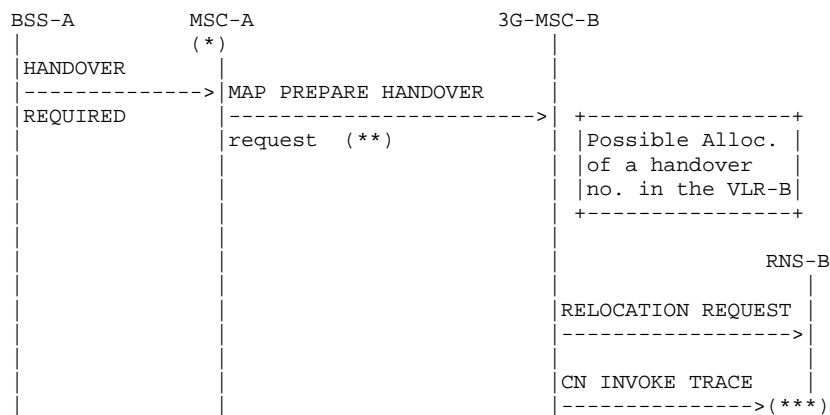 BSS-A MSC-A 3G-MSC-B
(*)
HANDOVER
MAP PREPARE HANDOVER
REQUIRED
request (**)
Possible Alloc.
of a handover
no. in the VLR-B
RNS-B
RELOCATION REQUEST
CN INVOKE TRACE
(***)